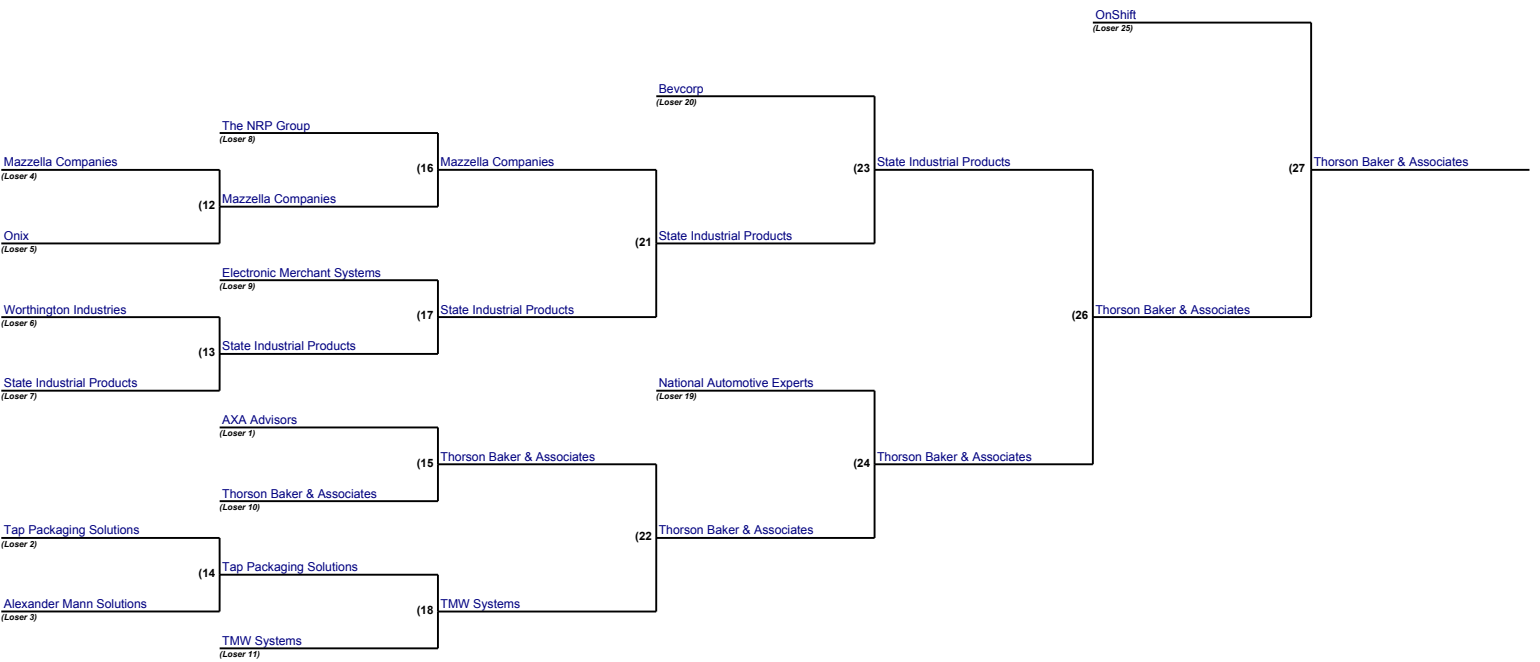 OnShift
(Loser 25)
Bevcorp
(Loser 20)
The NRP Group
(Loser 8)
Mazzella Companies
(Loser 4)
(16
Mazzella Companies
(23
State Industrial Products
(27
Thorson Baker & Associates
(12
Mazzella Companies
Onix
(Loser 5)
(21
State Industrial Products
Electronic Merchant Systems
(Loser 9)
Worthington Industries
(Loser 6)
(17
State Industrial Products
(26
Thorson Baker & Associates
(13
State Industrial Products
State Industrial Products
(Loser 7)
National Automotive Experts
(Loser 19)
AXA Advisors
(Loser 1)
(15
Thorson Baker & Associates
(24
Thorson Baker & Associates
Thorson Baker & Associates
(Loser 10)
Tap Packaging Solutions
(Loser 2)
(22
Thorson Baker & Associates
(14
Tap Packaging Solutions
Alexander Mann Solutions
(Loser 3)
(18
TMW Systems
TMW Systems
(Loser 11)